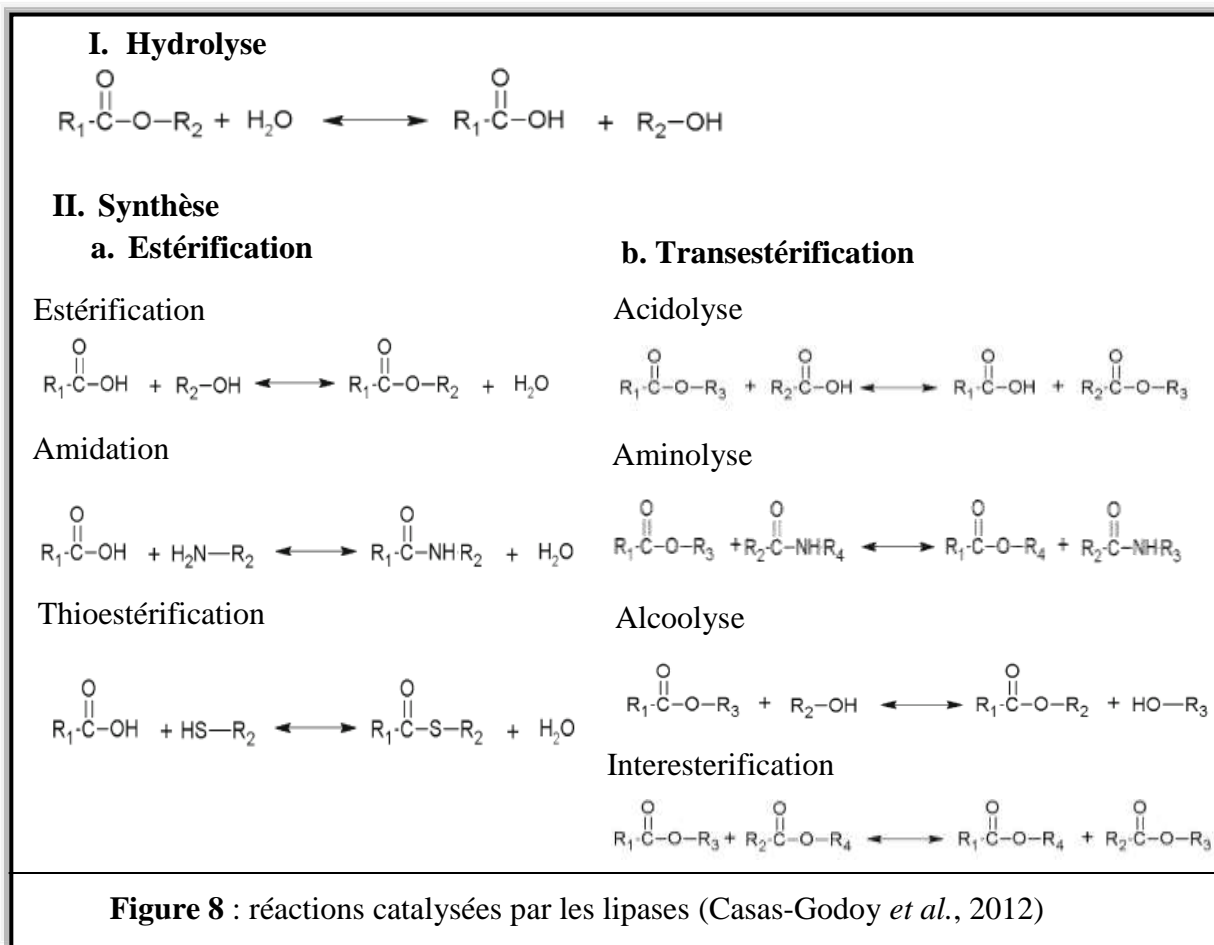 I. Hydrolyse
O
R₁-C–O–R₂ + H₂O ⟷ R₁-C–OH + R₂–OH
O
II. Synthèse
a. Estérification
Estérification
O
R₁-C–OH + R₂–OH ⟷ R₁-C–O–R₂ + H₂O
O
Amidation
O
R₁-C–OH + H₂N–R₂ ⟷ R₁-C–NHR₂ + H₂O
O
Thioestérification
O
R₁-C–OH + HS–R₂ ⟷ R₁-C–S–R₂ + H₂O
O
b. Transestérification
Acidolyse
O O O O
R₁-C–O–R₃ + R₂-C–OH ⟷ R₁-C–OH + R₂-C–O–R₃
Aminolyse
O O O O
R₁-C–O–R₃ +R₂-C–NHR₄ ⟷ R₁-C–O–R₄ + R₂-C–NHR₃
Alcoolyse
O O
R₁-C–O–R₃ + R₂–OH ⟷ R₁-C–O–R₂ + HO–R₃
Interesterification
O O O O
R₁-C–O–R₃ + R₂-C–O–R₄ ⟷ R₁-C–O–R₄ + R₂-C–O–R₃
Figure 8 : réactions catalysées par les lipases (Casas-Godoy et al., 2012)